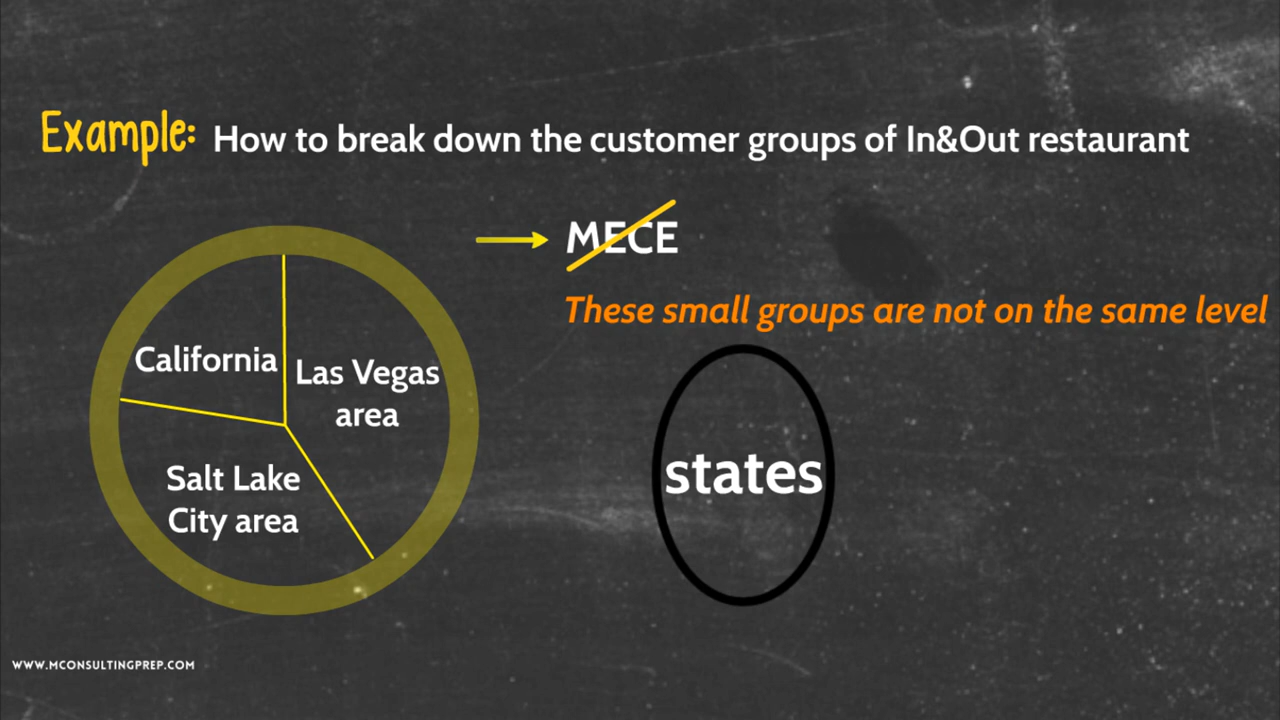 Example: How to break down the customer groups of In&Out restaurant
MECE
These small groups are not on the same level
California
Las Vegas
area
Salt Lake
City area
states
WWW.MCONSULTINGPREP.COM